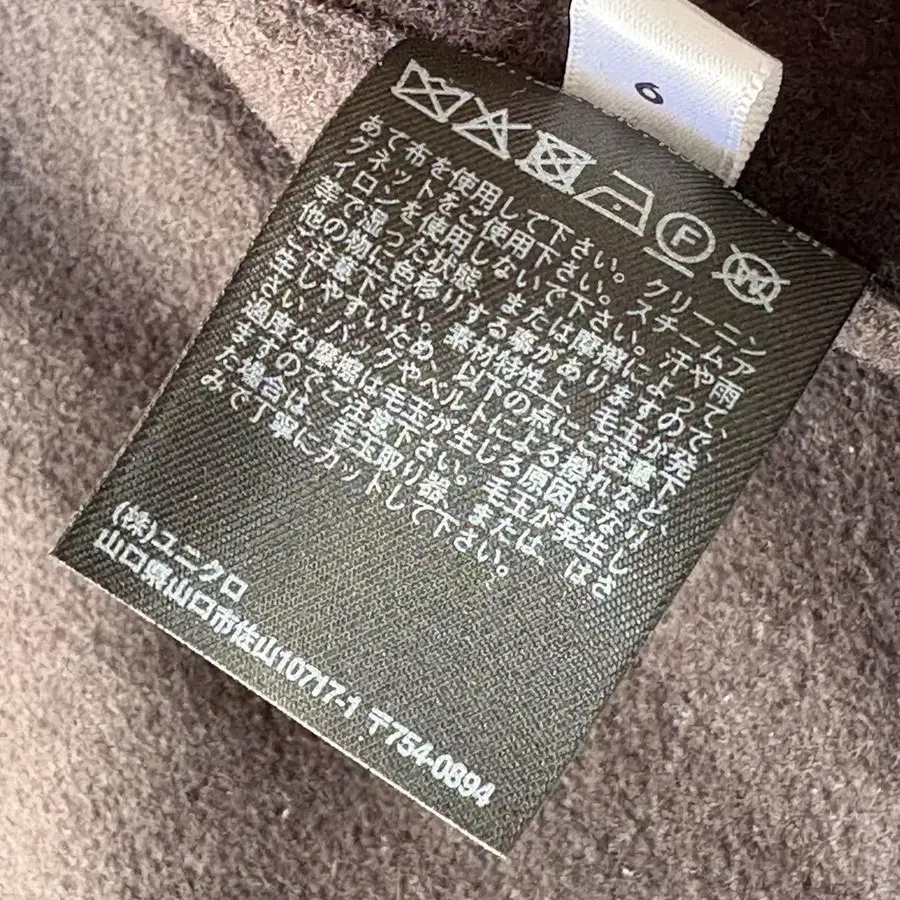 6
あて布を使用して下さい。クリーニン
グネットをご使用下さい。スチームア
イロンを使用しないで下さい。汗や雨
等で湿った状態、または摩擦によって、
他の物に色移りする事がありますので、
ご注意下さい。素材の特性上、毛玉が発
生しやすいため、以下の点にご注意下
さい。バッグやベルトによる擦れなど、
過度な摩擦は毛玉が生じる原因となり
ますのでご注意下さい。毛玉が発生し
た場合は、毛玉取り器、または、はさ
みで丁寧にカットして下さい。
(株)ユニクロ
山口県山口市佐山10717-1 〒754-0894